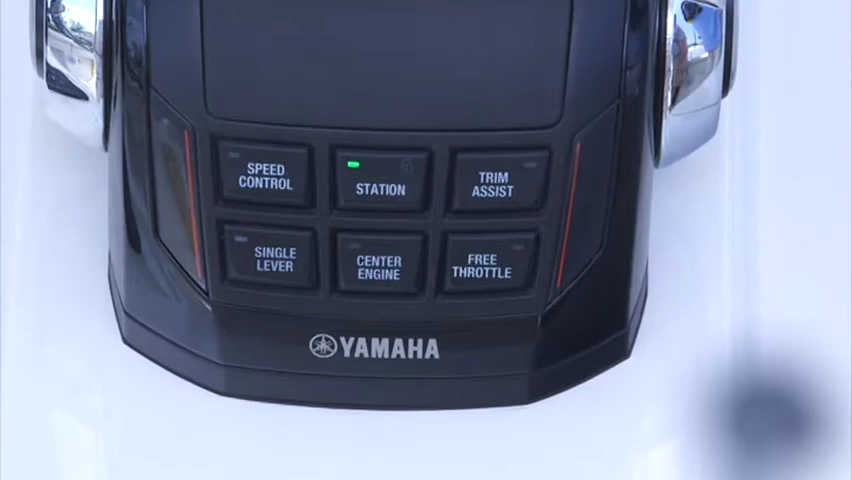 SPEED
CONTROL
STATION
TRIM
ASSIST
SINGLE
LEVER
CENTER
ENGINE
FREE
THROTTLE
YAMAHA